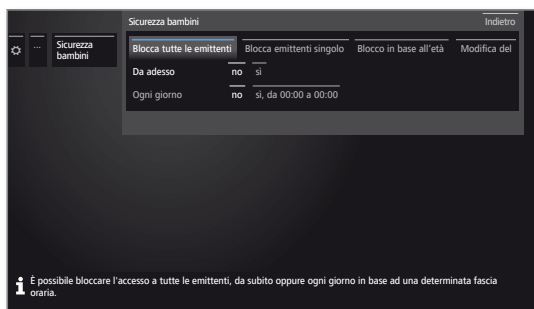 Sicurezza bambini Indietro
... Sicurezza bambini
Blocca tutte le emittenti Blocca emittenti singolo Blocco in base all'età Modifica del
Da adesso no sì
Ogni giorno no sì, da 00:00 a 00:00
È possibile bloccare l'accesso a tutte le emittenti, da subito oppure ogni giorno in base ad una determinata fascia
oraria.